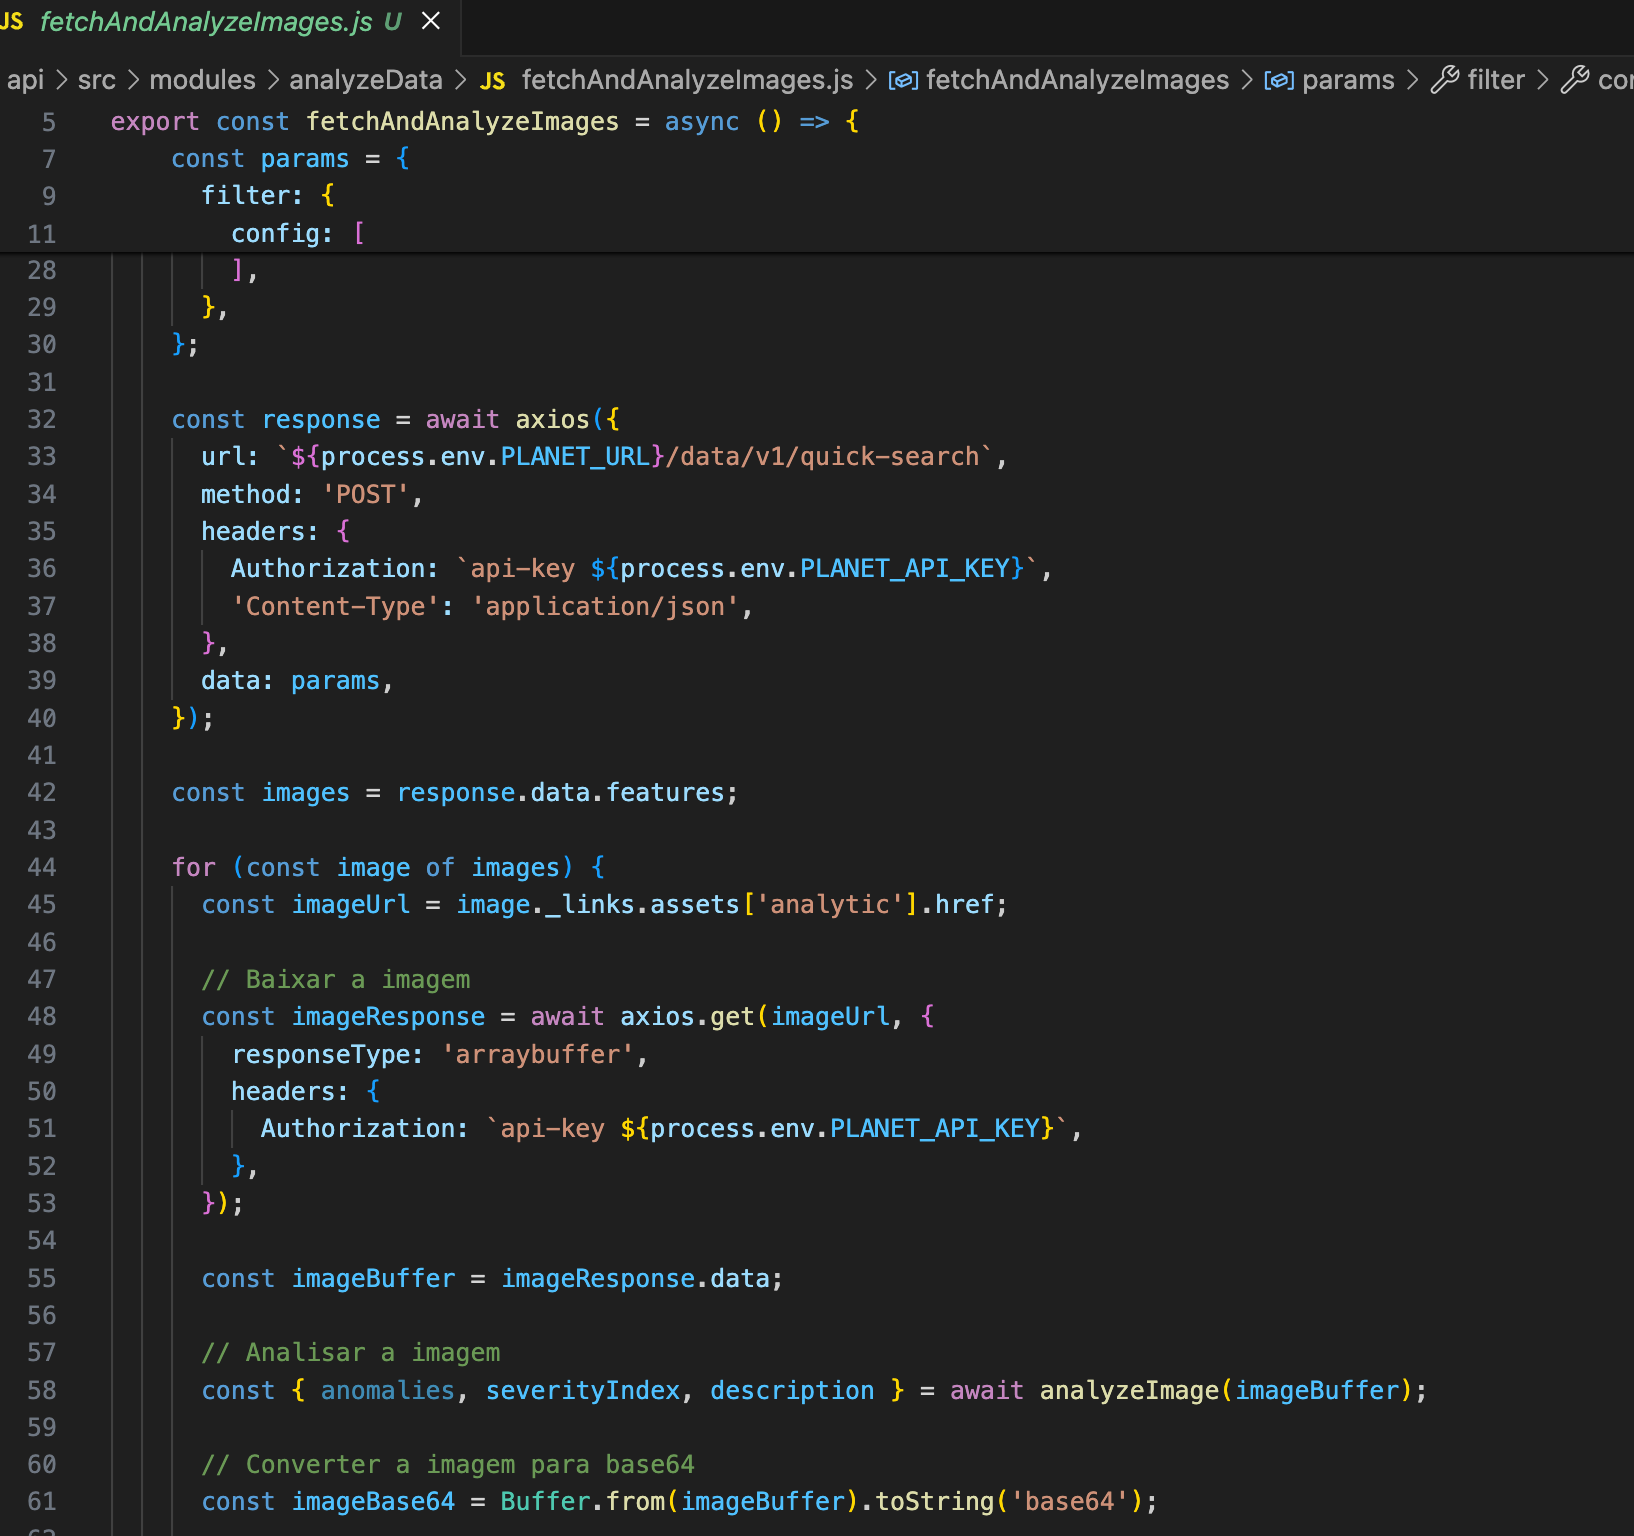 JS fetchAndAnalyzeImages.js U
api > src > modules > analyzeData > JS fetchAndAnalyzeImages.js > fetchAndAnalyzeImages > params > filter >
5 export const fetchAndAnalyzeImages = async () => {
7 const params = {
9 filter: {
11 config: [
28 ],
29 },
30 };
31
32 const response = await axios({
33 url: `${process.env.PLANET_URL}/data/v1/quick-search`,
34 method: 'POST',
35 headers: {
36 Authorization: `api-key ${process.env.PLANET_API_KEY}`,
37 'Content-Type': 'application/json',
38 },
39 data: params,
40 });
41
42 const images = response.data.features;
43
44 for (const image of images) {
45 const imageUrl = image._links.assets['analytic'].href;
46
47 // Baixar a imagem
48 const imageResponse = await axios.get(imageUrl, {
49 responseType: 'arraybuffer',
50 headers: {
51 Authorization: `api-key ${process.env.PLANET_API_KEY}`,
52 },
53 });
54
55 const imageBuffer = imageResponse.data;
56
57 // Analisar a imagem
58 const { anomalies, severityIndex, description } = await analyzeImage(imageBuffer);
59
60 // Converter a imagem para base64
61 const imageBase64 = Buffer.from(imageBuffer).toString('base64');